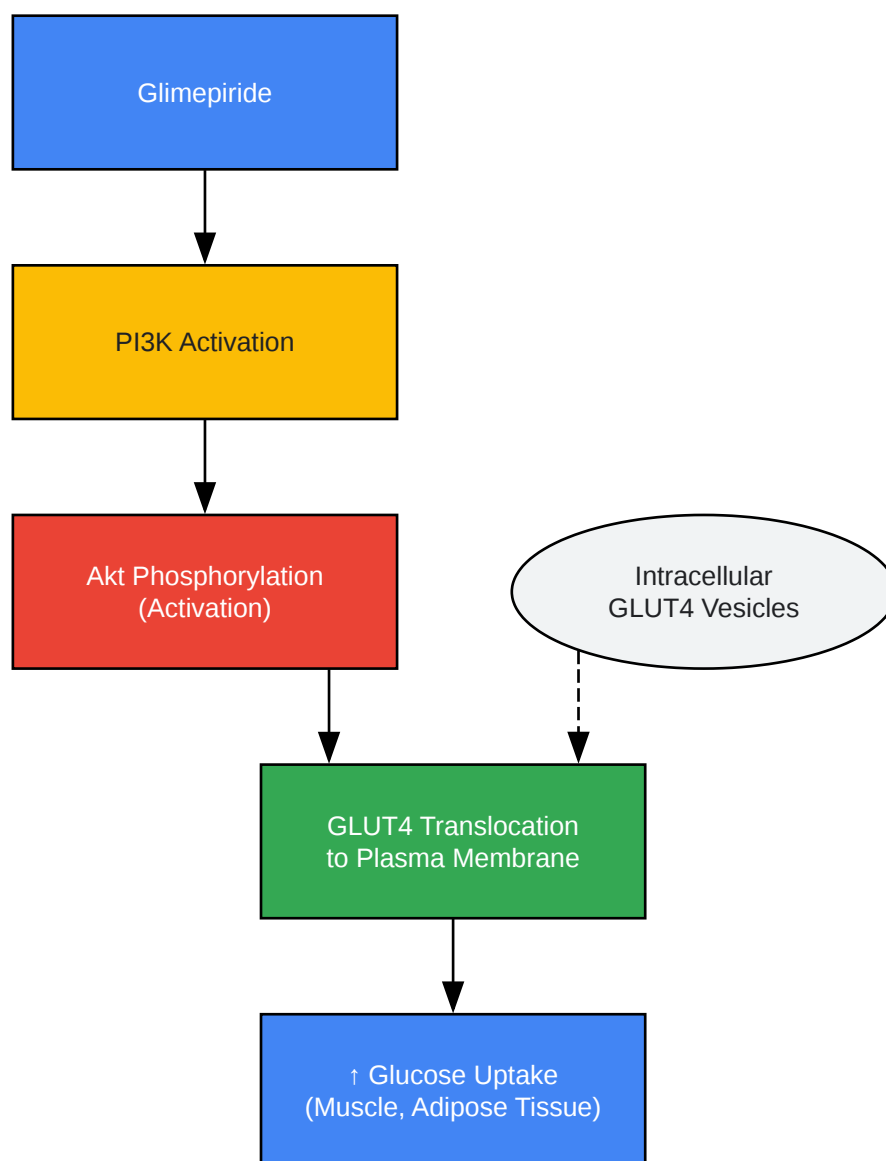 Glimepiride
PI3K Activation
Akt Phosphorylation
(Activation)
Intracellular
GLUT4 Vesicles
GLUT4 Translocation
to Plasma Membrane
↑ Glucose Uptake
(Muscle, Adipose Tissue)